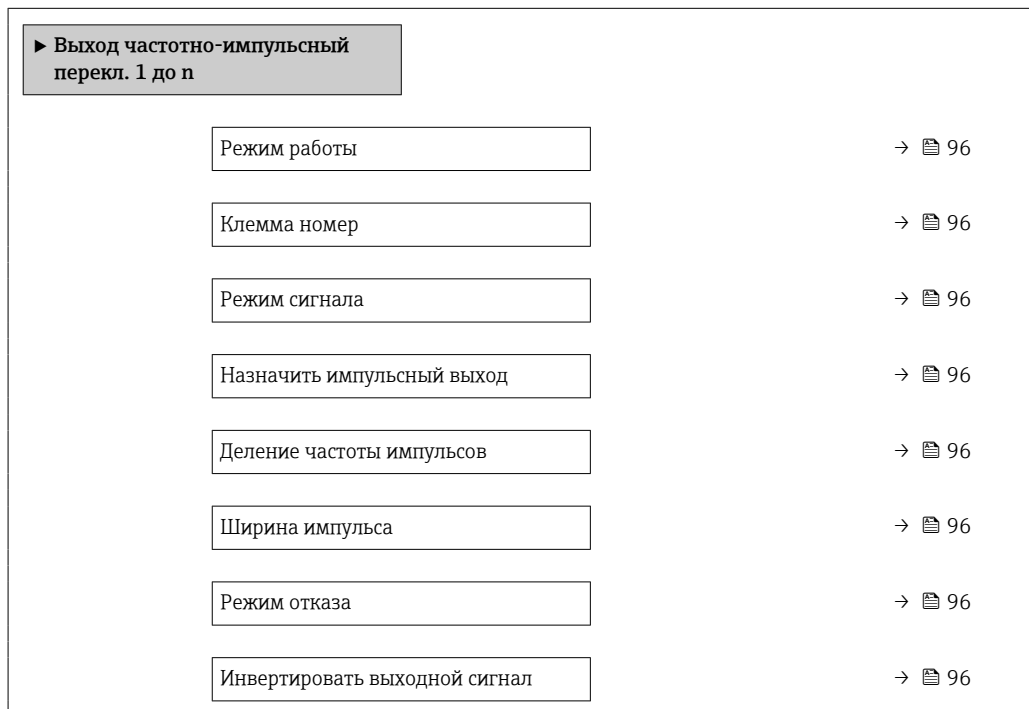 ▶ Выход частотно-импульсный
перекл. 1 до n
Режим работы → 96
Клемма номер → 96
Режим сигнала → 96
Назначить импульсный выход → 96
Деление частоты импульсов → 96
Ширина импульса → 96
Режим отказа → 96
Инвертировать выходной сигнал → 96